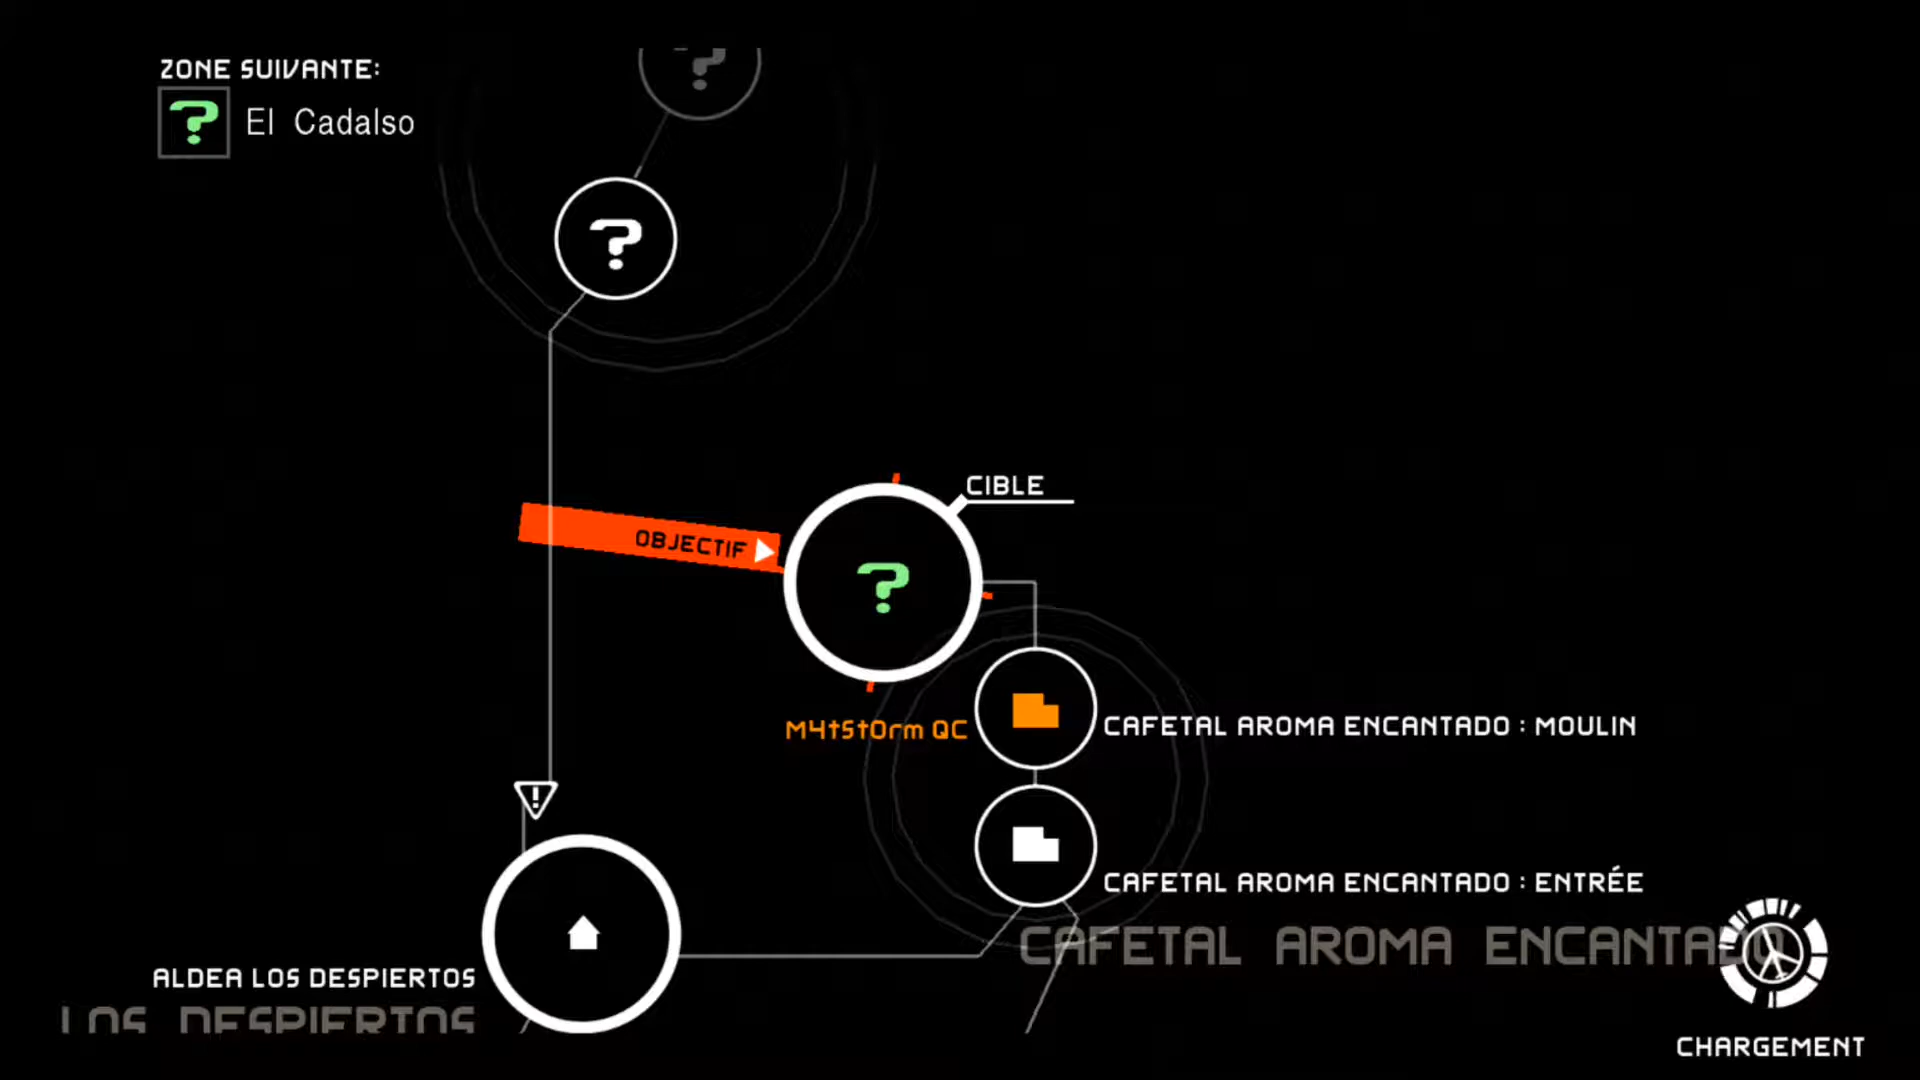 ZONE SUIVANTE:
?
El Cadalso
?
?
CIBLE
OBJECTIF
?
M4tSt0rm QC
CAFETAL AROMA ENCANTADO : MOULIN
!
CAFETAL AROMA ENCANTADO : ENTRÉE
CAFETAL AROMA ENCANTADO
ALDEA LOS DESPIERTOS
LOS DESPIERTOS
CHARGEMENT